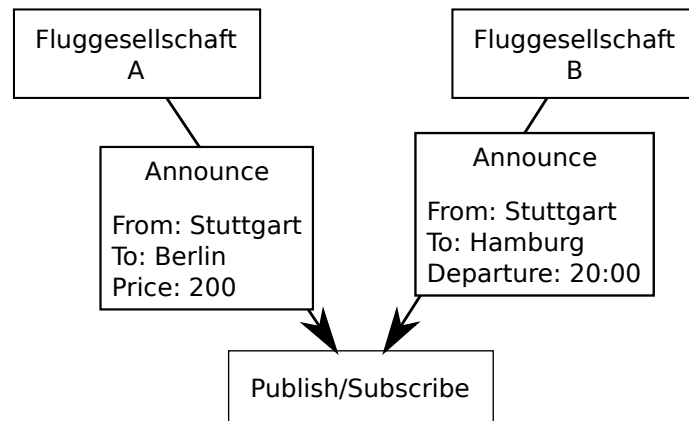 Fluggesellschaft
A
Fluggesellschaft
B
Announce
From: Stuttgart
To: Berlin
Price: 200
Announce
From: Stuttgart
To: Hamburg
Departure: 20:00
Publish/Subscribe